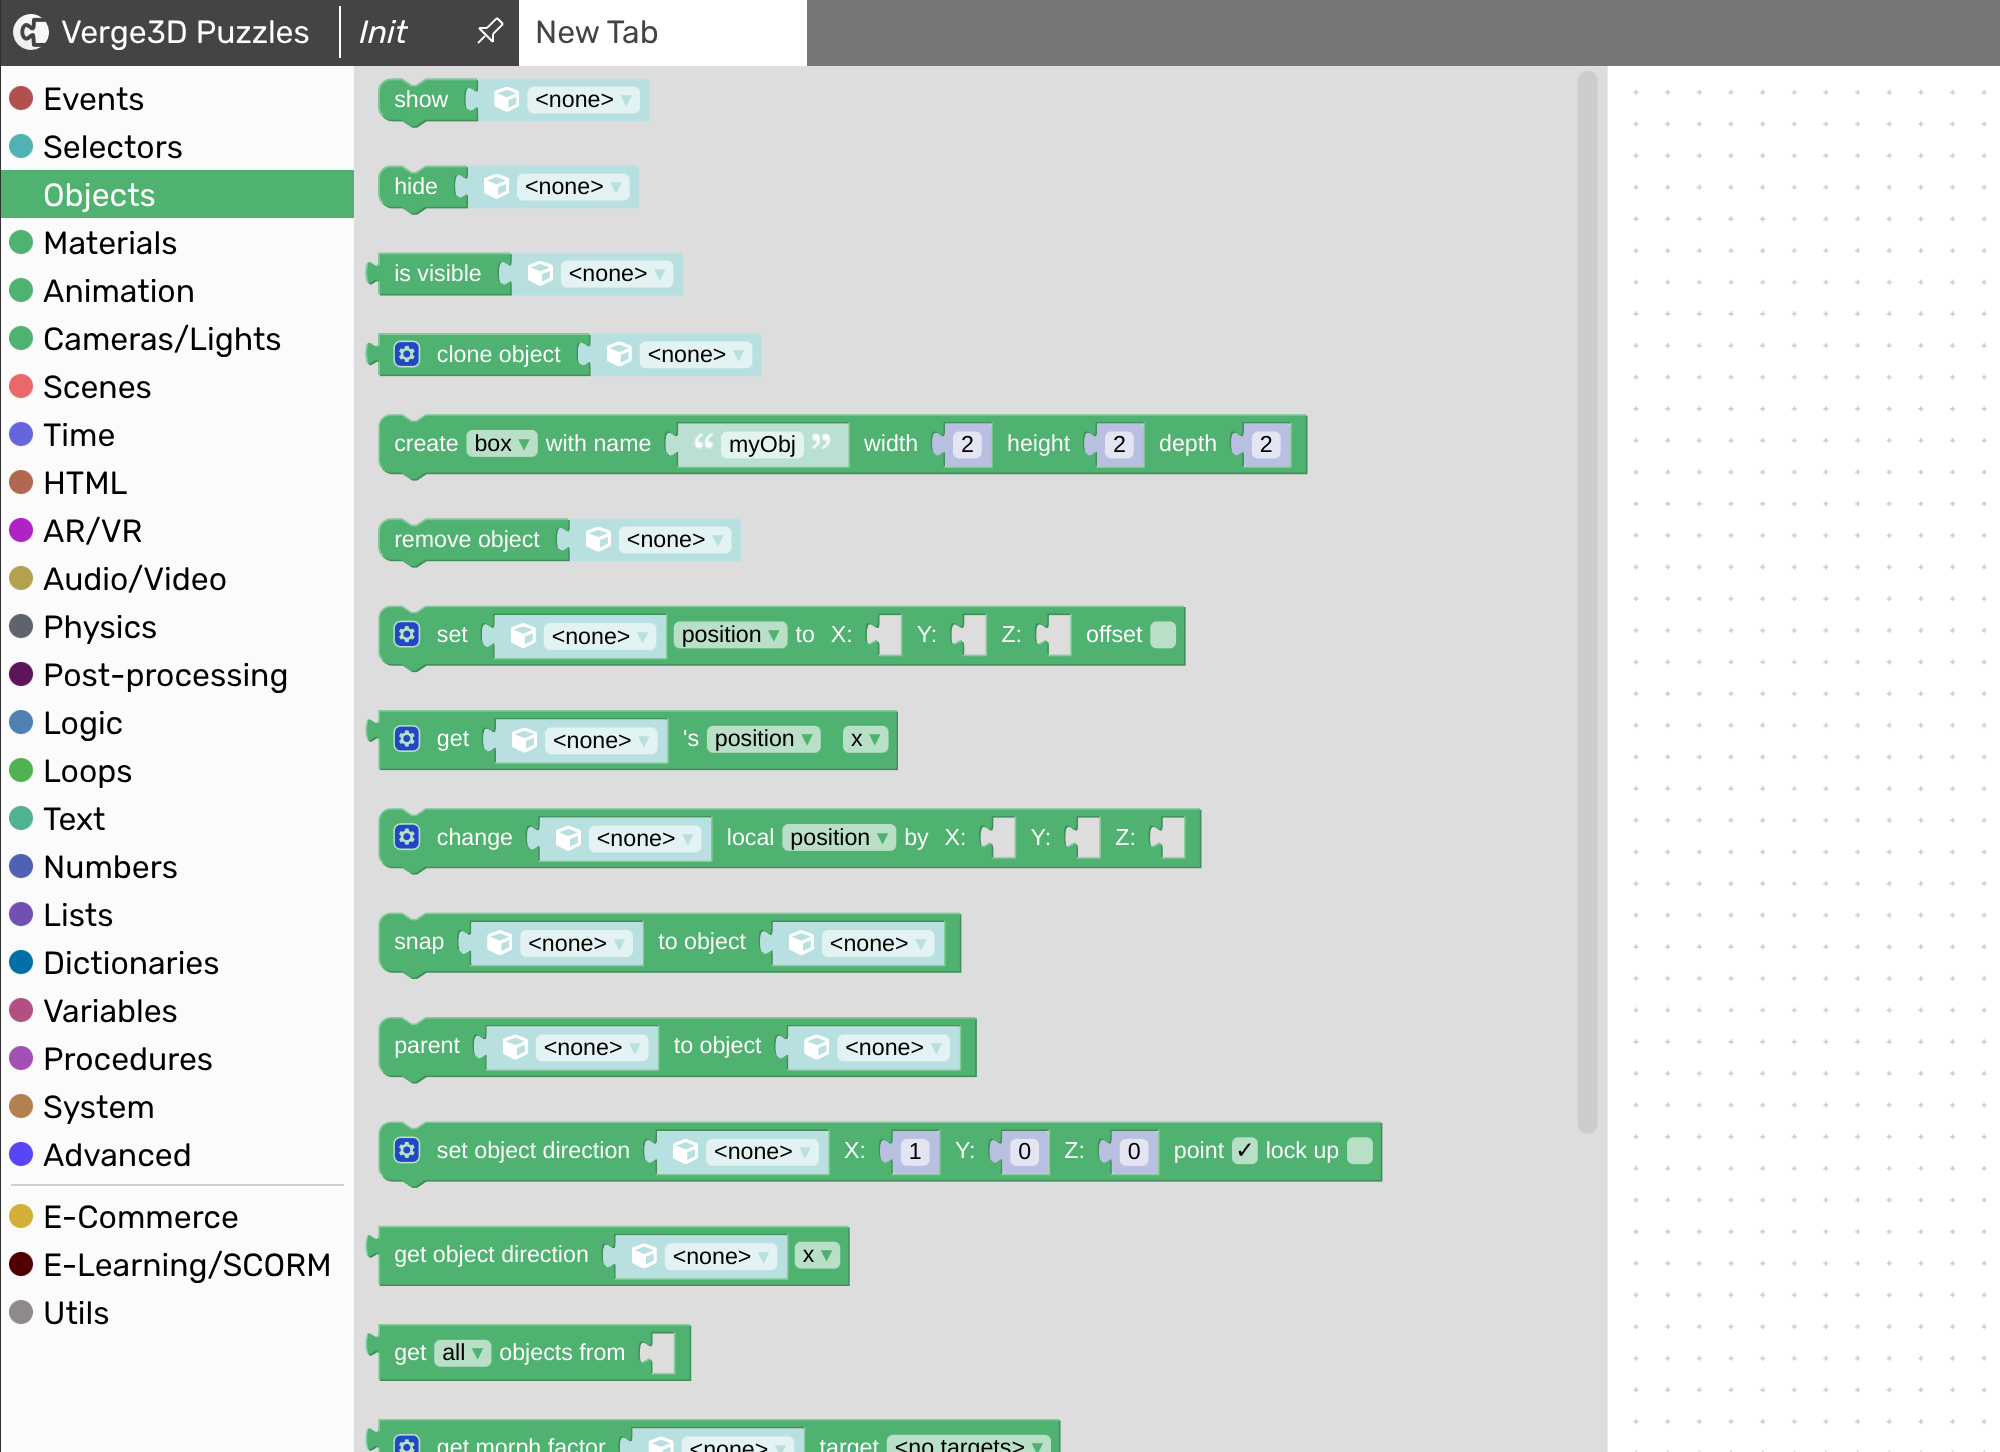 Verge3D Puzzles
Init
New Tab
Events
Selectors
Objects
Materials
Animation
Cameras/Lights
Scenes
Time
HTML
AR/VR
Audio/Video
Physics
Post-processing
Logic
Loops
Text
Numbers
Lists
Dictionaries
Variables
Procedures
System
Advanced
E-Commerce
E-Learning/SCORM
Utils
show <none>
hide <none>
is visible <none>
clone object <none>
create box with name “ myObj ” width 2 height 2 depth 2
remove object <none>
set <none> position to X: Y: Z: offset
get <none> 's position x
change <none> local position by X: Y: Z:
snap <none> to object <none>
parent <none> to object <none>
set object direction <none> X: 1 Y: 0 Z: 0 point ✓ lock up
get object direction <none> x
get all objects from
get morph factor <none> target <no targets>